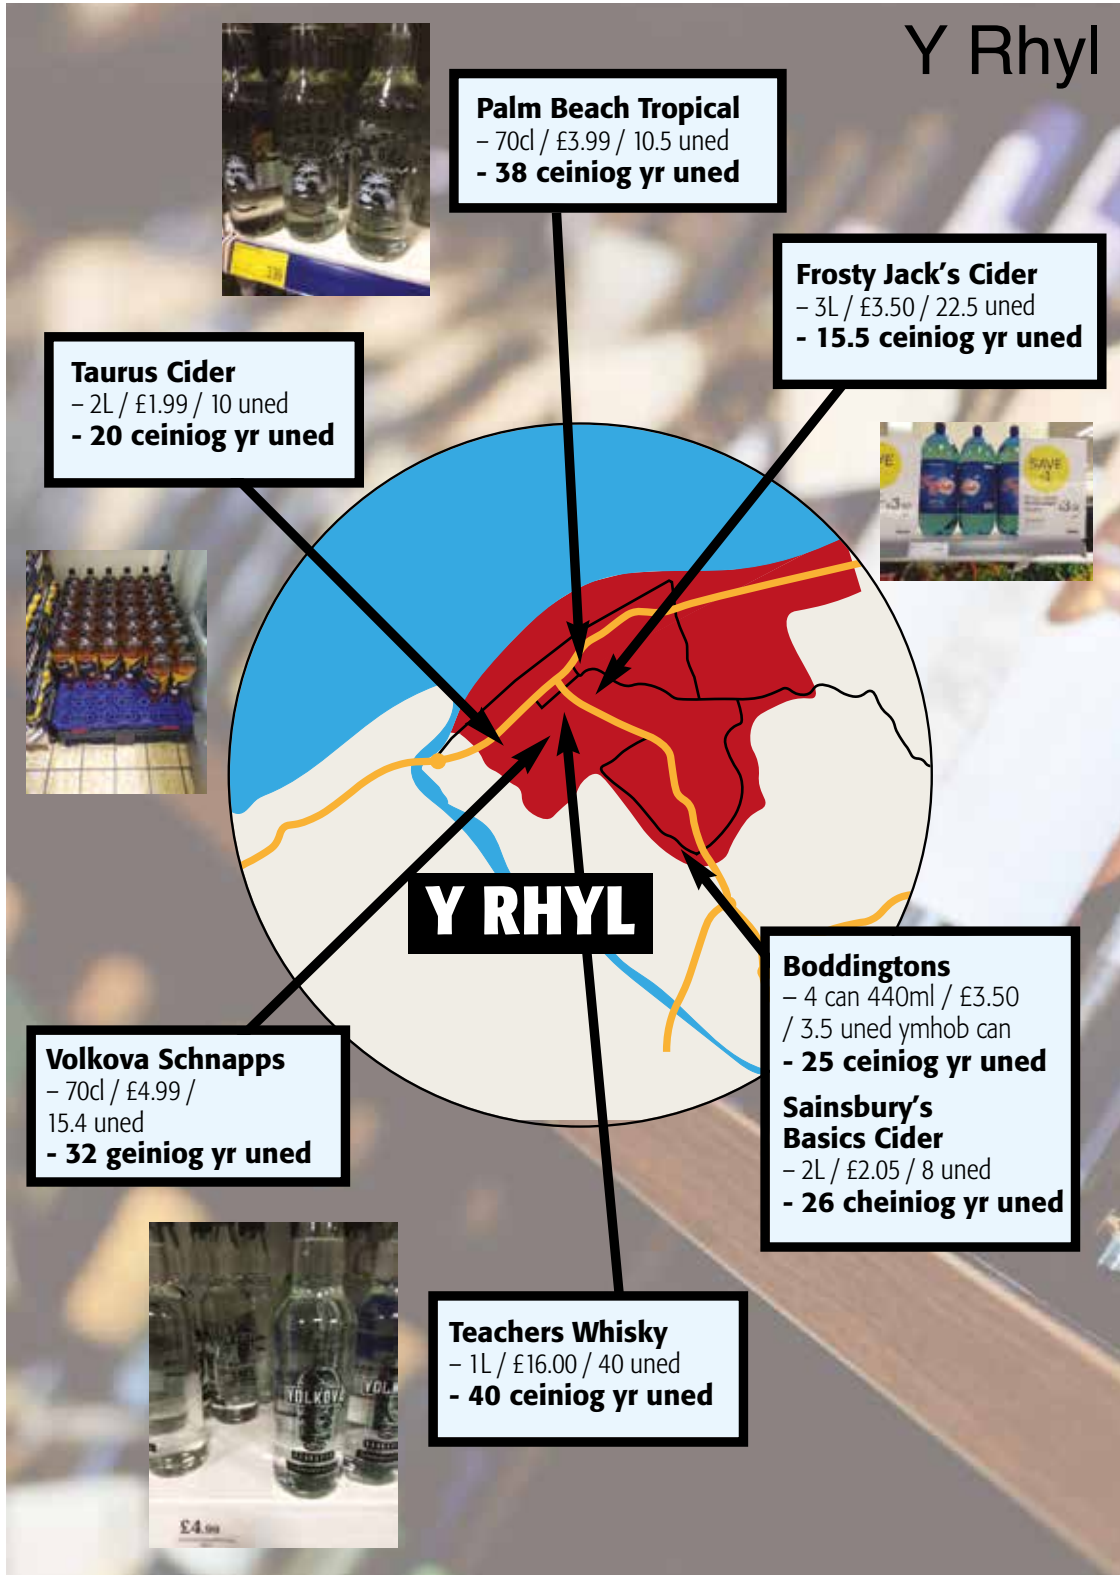 Y Rhyl
Palm Beach Tropical
– 70cl / £3.99 / 10.5 uned
- 38 ceiniog yr uned
Frosty Jack’s Cider
– 3L / £3.50 / 22.5 uned
- 15.5 ceiniog yr uned
Taurus Cider
– 2L / £1.99 / 10 uned
- 20 ceiniog yr uned
SAVE
Y RHYL
Boddingtons
– 4 can 440ml / £3.50
/ 3.5 uned ymhob can
- 25 ceiniog yr uned
Sainsbury’s
Basics Cider
– 2L / £2.05 / 8 uned
- 26 cheiniog yr uned
Volkova Schnapps
– 70cl / £4.99 /
15.4 uned
- 32 geiniog yr uned
Teachers Whisky
– 1L / £16.00 / 40 uned
- 40 ceiniog yr uned
VOLKOVA
£4.99